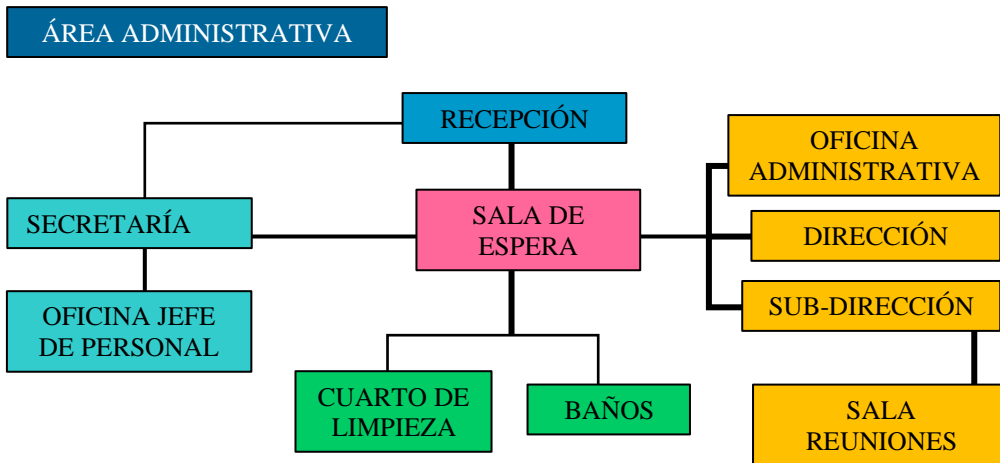 ÁREA ADMINISTRATIVA
RECEPCIÓN
OFICINA
ADMINISTRATIVA
SECRETARÍA
SALA DE
ESPERA
DIRECCIÓN
OFICINA JEFE
DE PERSONAL
SUB-DIRECCIÓN
CUARTO DE
LIMPIEZA
BAÑOS
SALA
REUNIONES